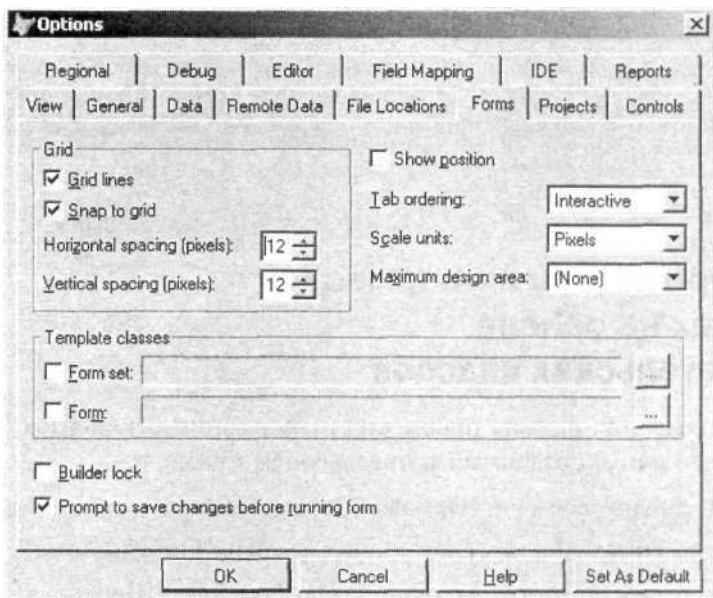 Options
Regional Debug Editor Field Mapping IDE Reports
View General Data Remote Data File Locations Forms Projects Controls
Grid
Grid lines
Snap to grid
Horizontal spacing (pixels): 12
Vertical spacing (pixels): 12
Show position
Tab ordering: Interactive
Scale units: Pixels
Maximum design area: (None)
Template classes
Form set:
Form: ...
Builder lock
Prompt to save changes before running form
OK Cancel Help Set As Default